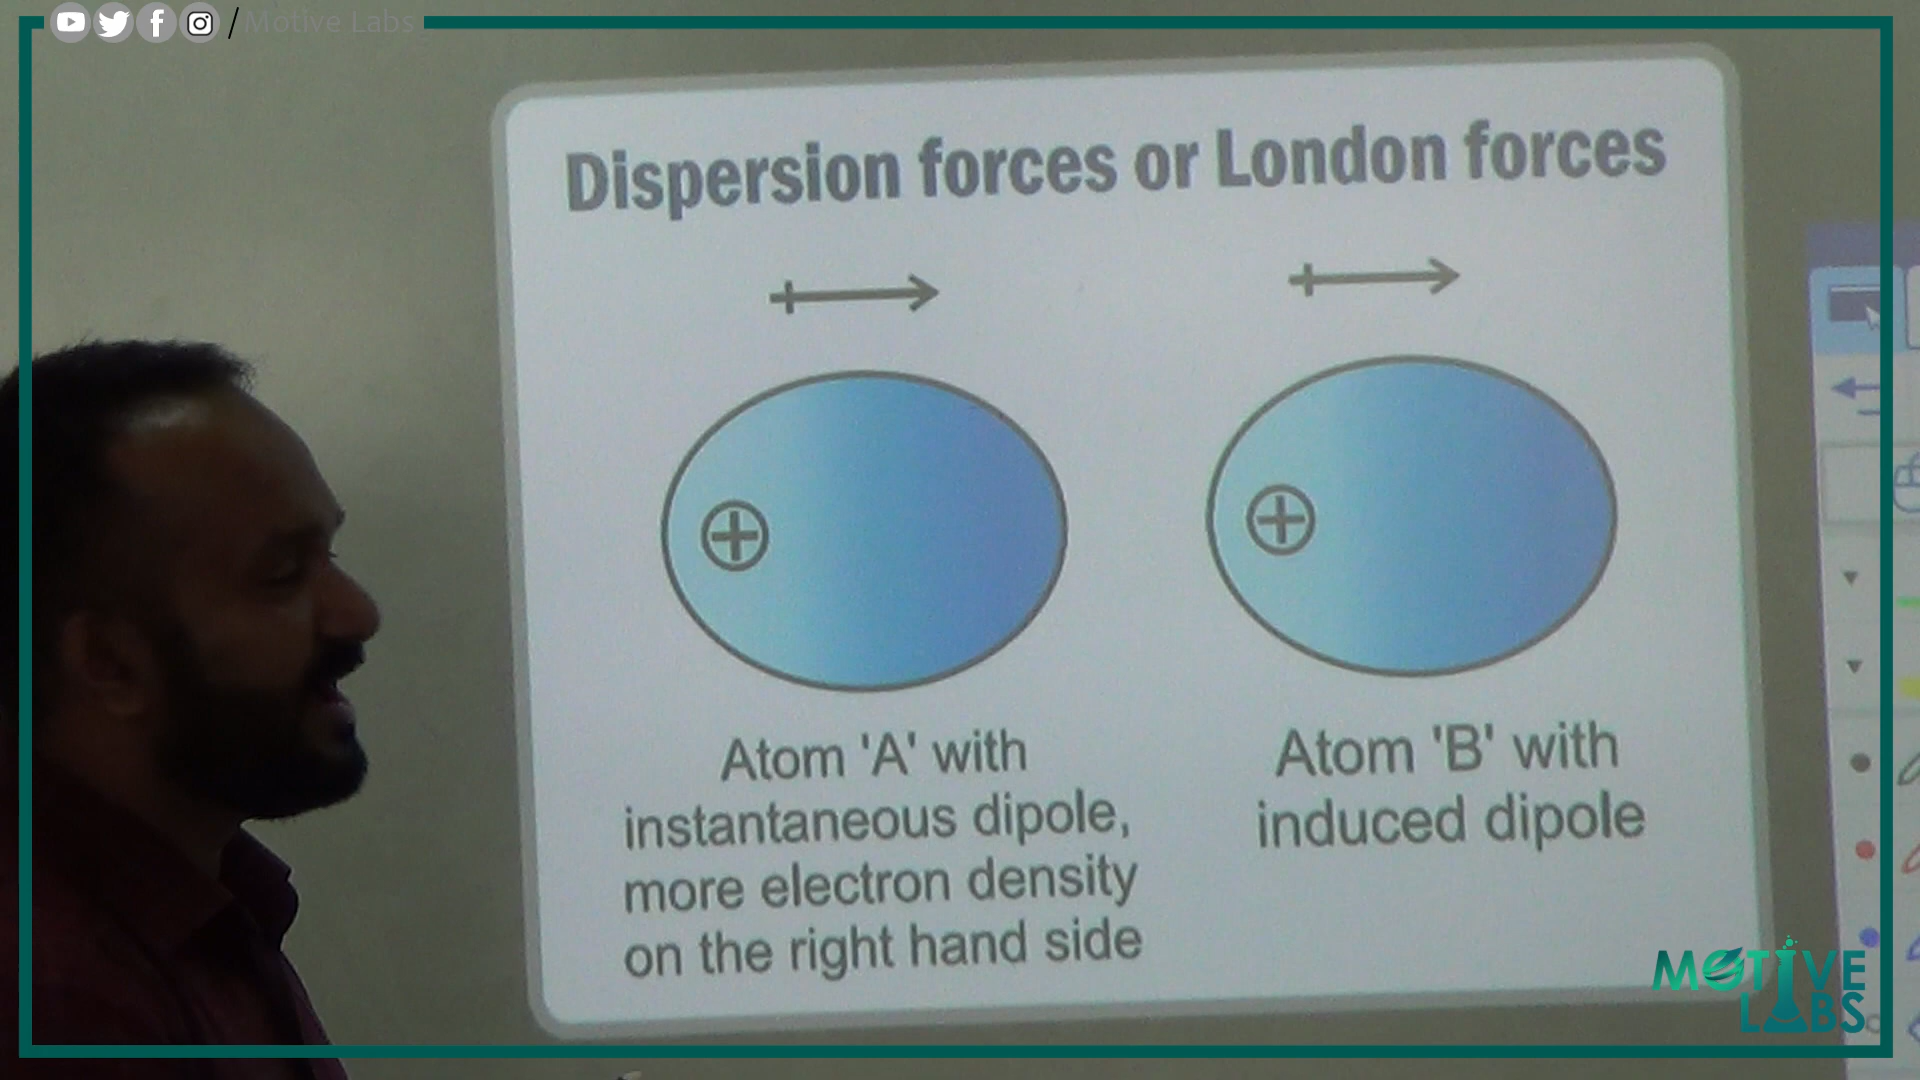 / Motive Labs
Dispersion forces or London forces
Atom 'A' with
instantaneous dipole,
more electron density
on the right hand side
Atom 'B' with
induced dipole
MOTIVE
LABS